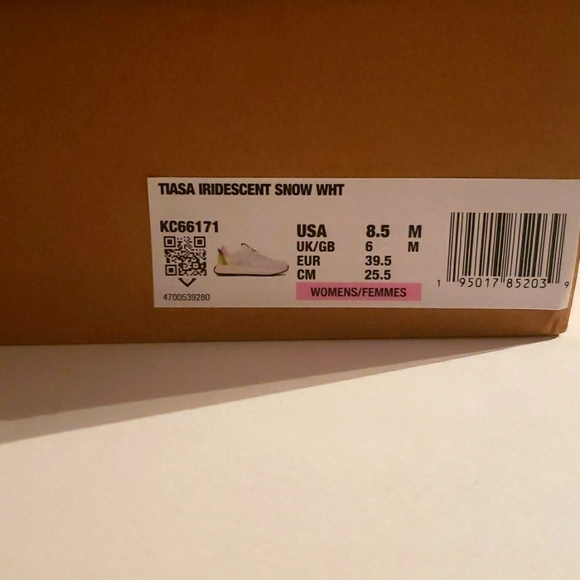 TIASA IRIDESCENT SNOW WHT
KC66171
4700539280
USA 8.5 M
UK/GB 6 M
EUR 39.5
CM 25.5
WOMENS/FEMMES
1 95017 85203 9